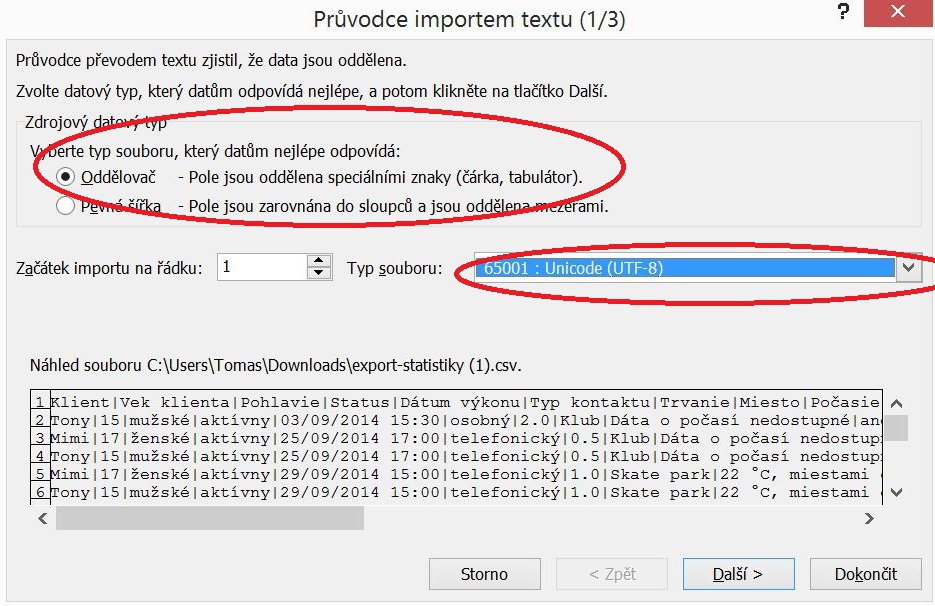 Průvodce importem textu (1/3)
?
Průvodce převodem textu zjistil, že data jsou oddělena.
Zvolte datový typ, který datům odpovídá nejlépe, a potom klikněte na tlačítko Další.
Zdrojový datový typ
Vyberte typ souboru, který datům nejlépe odpovídá:
Oddělovač - Pole jsou oddělena speciálními znaky (čárka, tabulátor).
Pevná šířka - Pole jsou zarovnána do sloupců a jsou oddělena mezerami.
Začátek importu na řádku: 1 Typ souboru: 65001 : Unicode (UTF-8)
Náhled souboru C:\Users\Tomas\Downloads\export-statistiky (1).csv.
1 Klient|Vek klienta|Pohlavie|Status|Dátum výkonu|Typ kontaktu|Trvanie|Miesto|Počasie
2 Tony|15|mužské|aktívny|03/09/2014 15:30|osobný|2.0|Klub|Dáta o počasí nedostupné|
3 Mimi|17|ženské|aktívny|25/09/2014 17:00|telefonický|0.5|Klub|Dáta o počasí
4 Tony|15|mužské|aktívny|25/09/2014 17:00|telefonický|0.5|Klub|Dáta o počasí
5 Mimi|17|ženské|aktívny|29/09/2014 15:00|telefonický|1.0|Skate park|22 °C, miestami
6 Tony|15|mužské|aktívny|29/09/2014 15:00|telefonický|1.0|Skate park|22 °C, miestami
Storno < Zpět Další > Dokončit